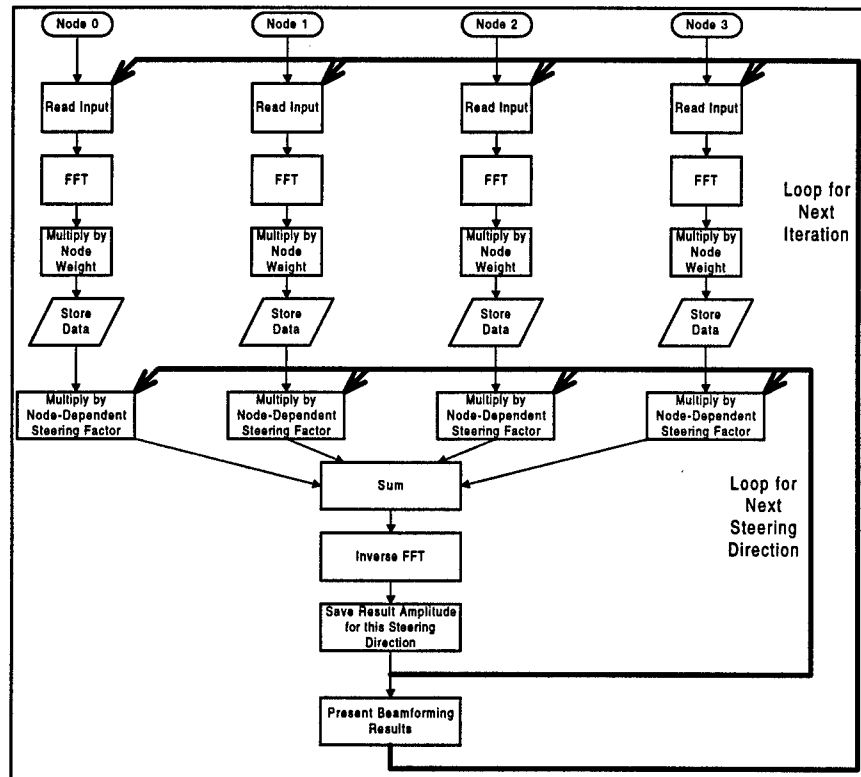 Node 0
Node 1
Node 2
Node 3
Read Input
Read Input
Read Input
Read Input
FFT
FFT
FFT
FFT
Loop for
Next
Iteration
Multiply by
Node
Weight
Multiply by
Node
Weight
Multiply by
Node
Weight
Multiply by
Node
Weight
Store
Data
Store
Data
Store
Data
Store
Data
Multiply by
Node-Dependent
Steering Factor
Multiply by
Node-Dependent
Steering Factor
Multiply by
Node-Dependent
Steering Factor
Multiply by
Node-Dependent
Steering Factor
Sum
Loop for
Next
Steering
Direction
Inverse FFT
Save Result Amplitude
for this Steering
Direction
Present Beamforming
Results